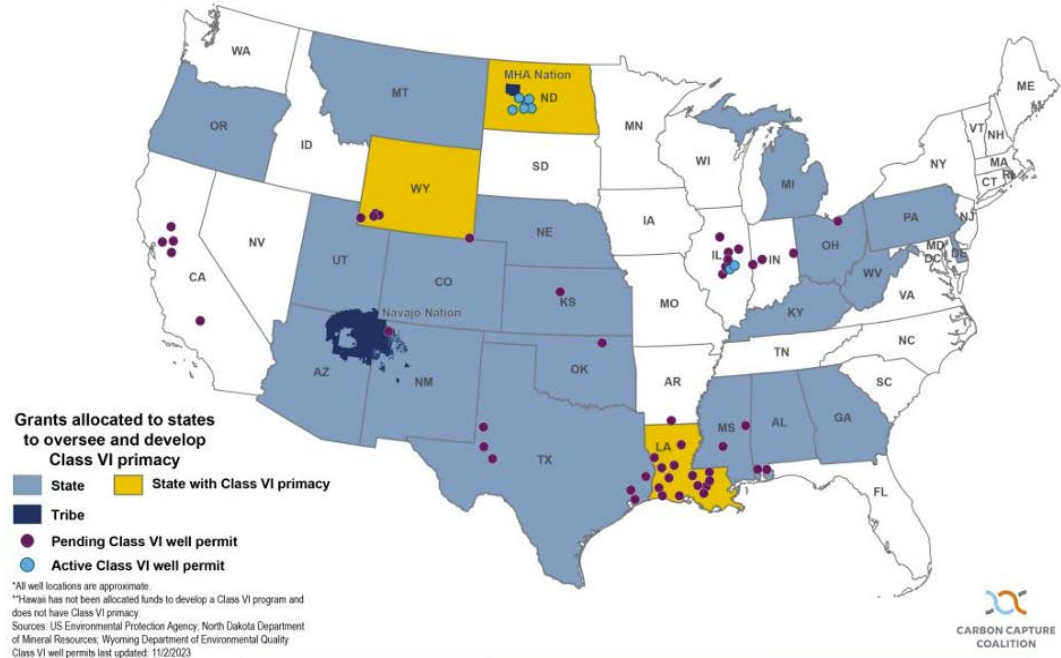 WA
MT
MHA Nation
ND
MN
ME
OR
ID
SD
WI
MI
VT
NH
NY
MA
CT
RI
WY
IA
NE
PA
NJ
NV
UT
CO
IL
IN
OH
MD
DC
DE
WV
VA
CA
KS
MO
KY
Navajo Nation
NC
TN
AZ
NM
OK
AR
SC
MS
AL
GA
TX
LA
FL
Grants allocated to states
to oversee and develop
Class VI primacy
State
State with Class VI primacy
Tribe
Pending Class VI well permit
Active Class VI well permit
*All well locations are approximate.
**Hawaii has not been allocated funds to develop a Class VI program and
does not have Class VI primacy.
Sources: US Environmental Protection Agency; North Dakota Department
of Mineral Resources; Wyoming Department of Environmental Quality
Class VI well permits last updated: 11/2/2023
CARBON CAPTURE
COALITION